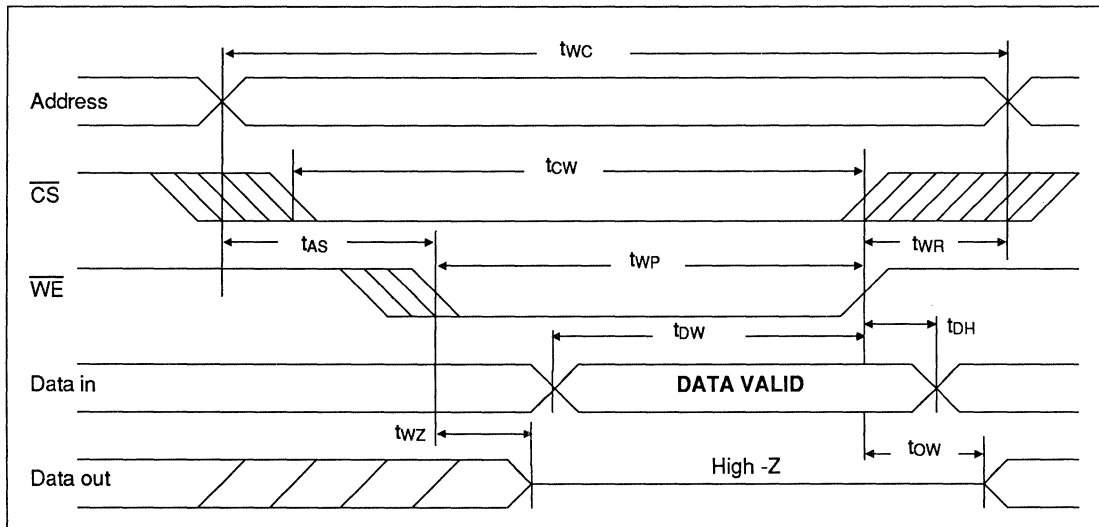 tWC
Address
tCW
CS
tAS
tWR
tWP
WE
tDW
tDH
Data in
DATA VALID
tWZ
tOW
High -Z
Data out